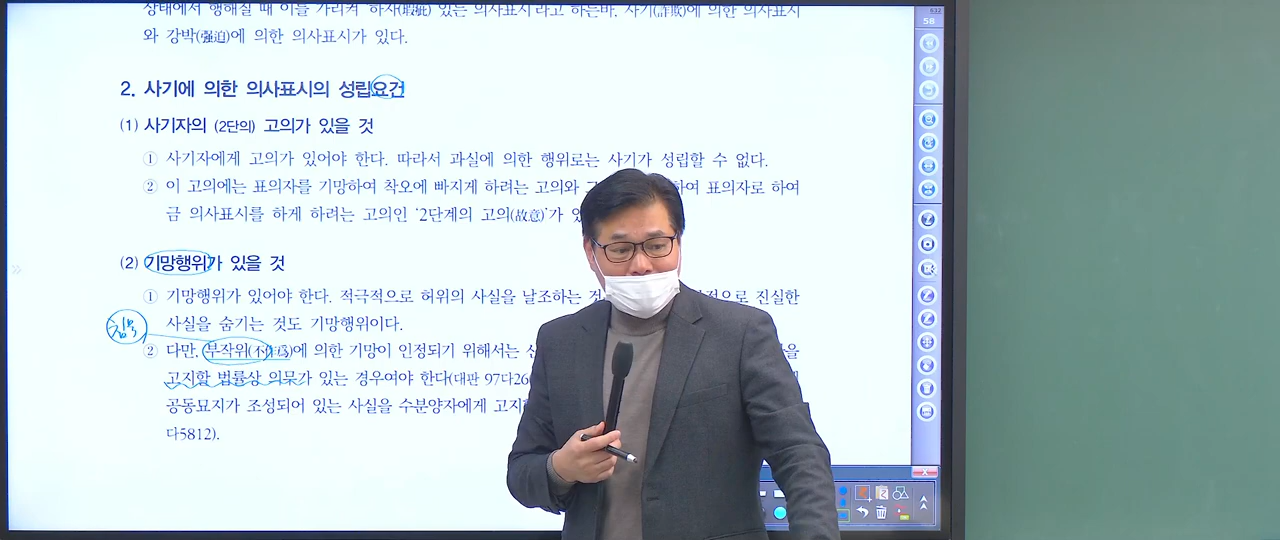 상태에서 행해질 때 이를 가리켜 '하자(瑕疵) 있는 의사표시'라고 하는바, 사기(詐欺)에 의한 의사표시
와 강박(强迫)에 의한 의사표시가 있다.
2. 사기에 의한 의사표시의 성립요건
(1) 사기자의 (2단의) 고의가 있을 것
① 사기자에게 고의가 있어야 한다. 따라서 과실에 의한 행위로는 사기가 성립할 수 없다.
② 이 고의에는 표의자를 기망하여 착오에 빠지게 하려는 고의와 하여 표의자로 하여
금 의사표시를 하게 하려는 고의인 '2단계의 고의(故意)'가
(2) 기망행위가 있을 것
① 기망행위가 있어야 한다. 적극적으로 허위의 사실을 날조하는 으로 진실한
사실을 숨기는 것도 기망행위이다.
침묵
② 다만, 부작위(不作爲)에 의한 기망이 인정되기 위해서는
고지할 법률상 의무가 있는 경우여야 한다(대판 97다26
공동묘지가 조성되어 있는 사실을 수분양자에게 고지
다5812).
632
58